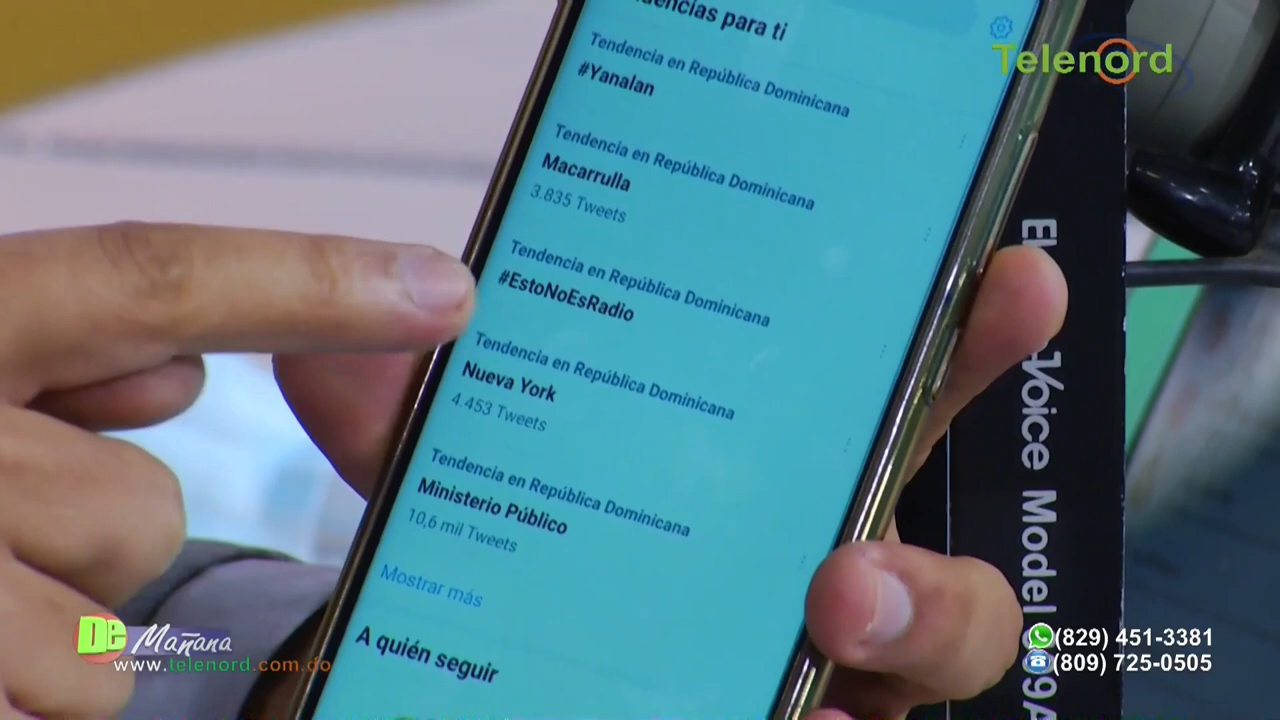 para ti
Tendencia en República Dominicana
#Yanalan
Tendencia en República Dominicana
Macarrulla
3.835 Tweets
Tendencia en República Dominicana
#EstoNoEsRadio
Tendencia en República Dominicana
Nueva York
4.453 Tweets
Tendencia en República Dominicana
Ministerio Público
10,6 mil Tweets
Mostrar más
A quién seguir
Telenord
Voice Model
De Mañana
www.telenord.com.do
(829) 451-3381
(809) 725-0505